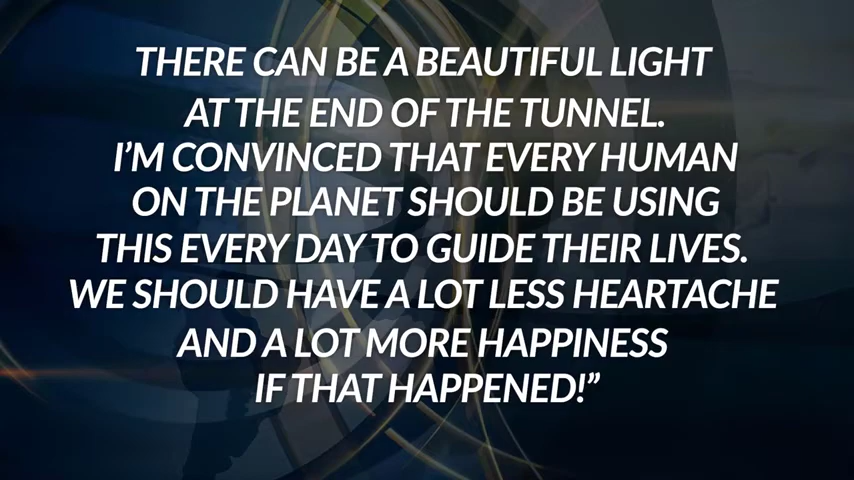 THERE CAN BE A BEAUTIFUL LIGHT
AT THE END OF THE TUNNEL.
I’M CONVINCED THAT EVERY HUMAN
ON THE PLANET SHOULD BE USING
THIS EVERY DAY TO GUIDE THEIR LIVES.
WE SHOULD HAVE A LOT LESS HEARTACHE
AND A LOT MORE HAPPINESS
IF THAT HAPPENED!”